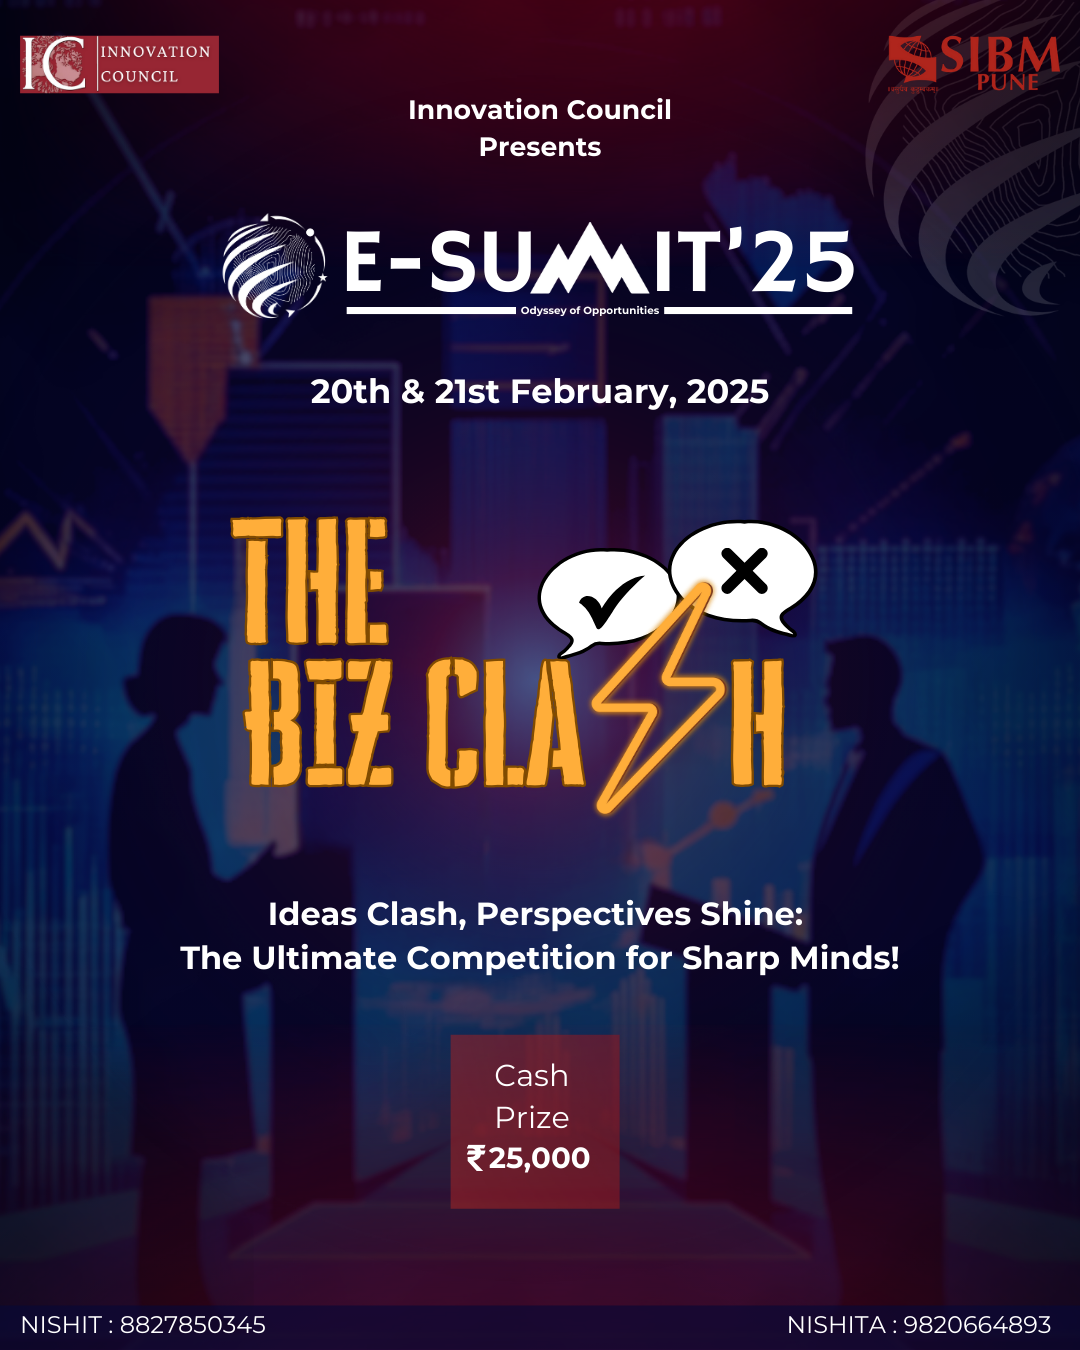 INNOVATION
COUNCIL
IC
SIBM
PUNE
Innovation Council
Presents
E-SUMMIT'25
Odyssey of Opportunities
20th & 21st February, 2025
THE
BIZ CLASH
Ideas Clash, Perspectives Shine:
The Ultimate Competition for Sharp Minds!
Cash
Prize
₹25,000
NISHIT : 8827850345
NISHITA : 9820664893